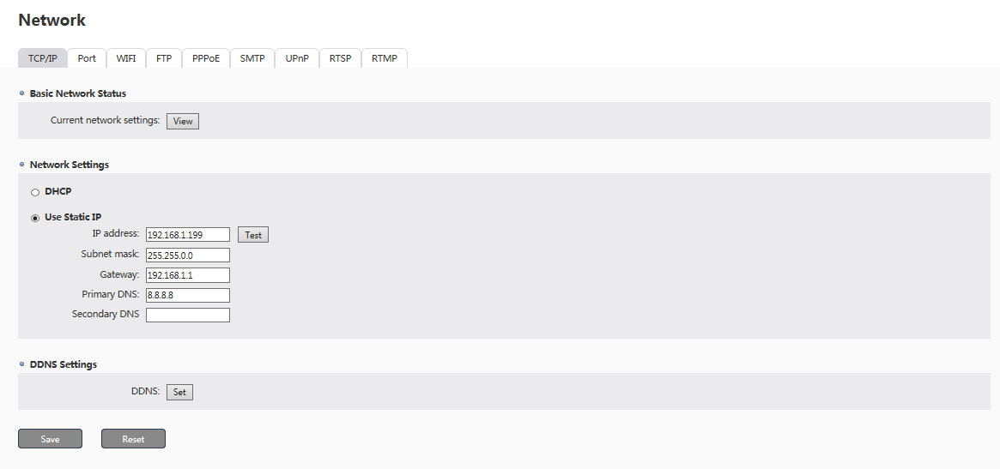 Network
TCP/IP Port WIFI FTP PPPoE SMTP UPnP RTSP RTMP
Basic Network Status
Current network settings: View
Network Settings
DHCP
Use Static IP
IP address: 192.168.1.199 Test
Subnet mask: 255.255.0.0
Gateway: 192.168.1.1
Primary DNS: 8.8.8.8
Secondary DNS
DDNS Settings
DDNS: Set
Save Reset